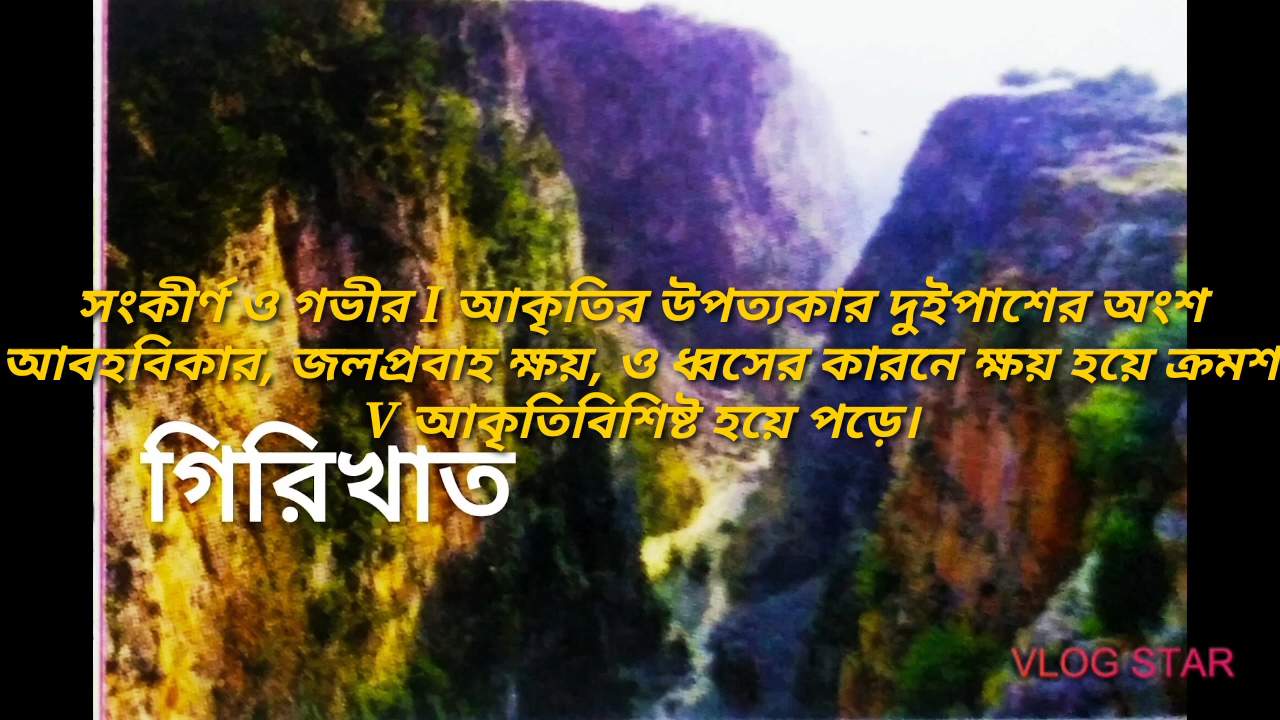 সংকীর্ণ ও গভীর I আকৃতির উপত্যকার দুইপাশের অংশ
আবহবিকার, জলপ্রবাহ ক্ষয়, ও ধ্বসের কারনে ক্ষয় হয়ে ক্রমশ
V আকৃতিবিশিষ্ট হয়ে পড়ে।
গিরিখাত
VLOG STAR